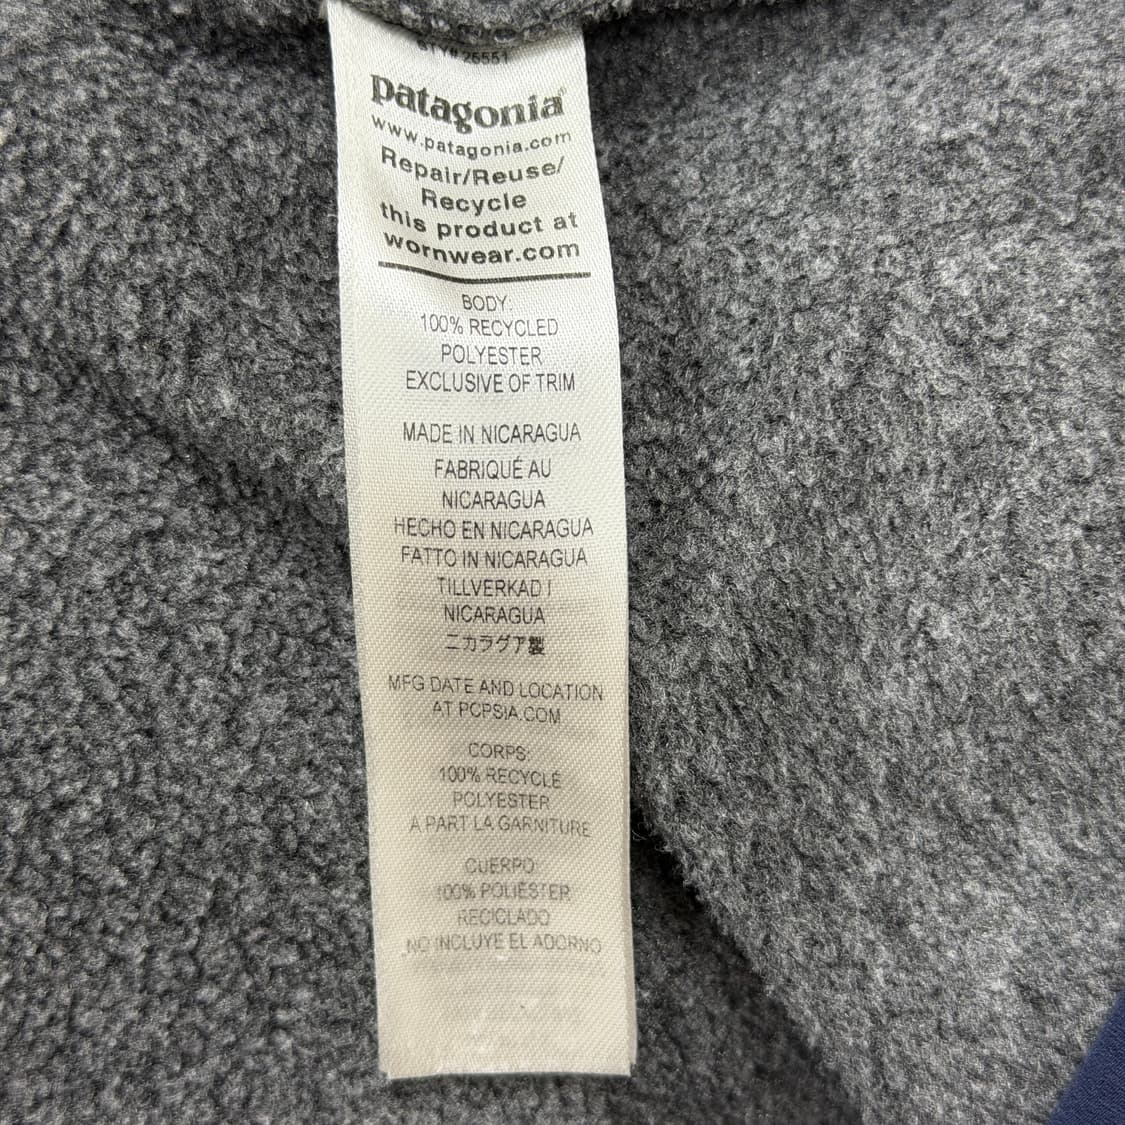 STY# 25551
patagonia®
www.patagonia.com
Repair/Reuse/
Recycle
this product at
wornwear.com
BODY:
100% RECYCLED
POLYESTER
EXCLUSIVE OF TRIM
MADE IN NICARAGUA
FABRIQUÉ AU
NICARAGUA
HECHO EN NICARAGUA
FATTO IN NICARAGUA
TILLVERKAD I
NICARAGUA
ニカラグア製
MFG DATE AND LOCATION
AT PCPSIA.COM
CORPS:
100% RECYCLÉ
POLYESTER
A PART LA GARNITURE
CUERPO:
100% POLIÉSTER
RECICLADO
NO INCLUYE EL ADORNO